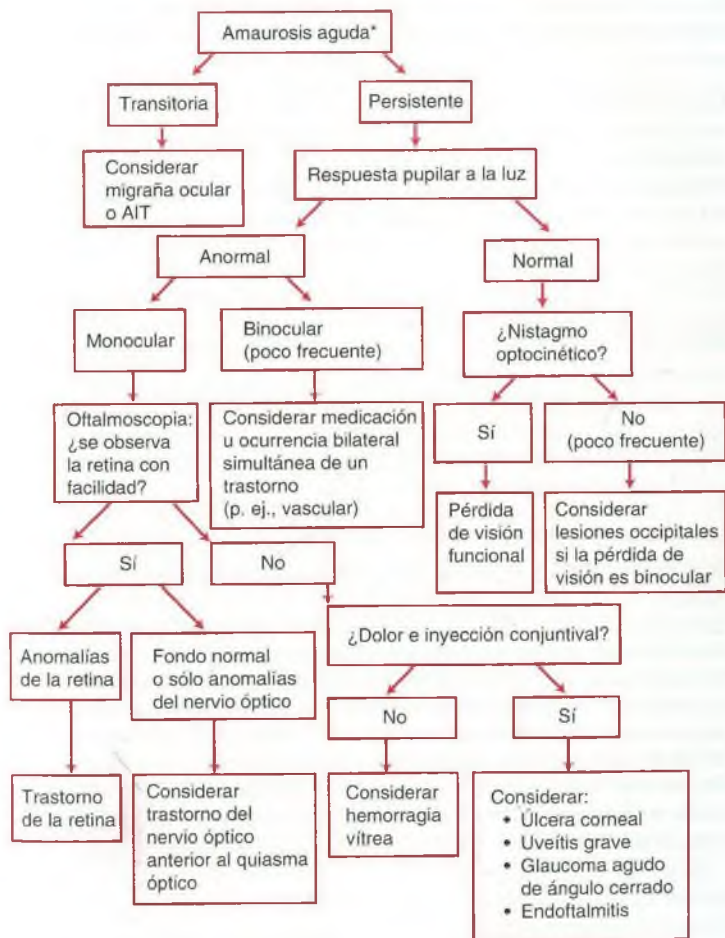 Amaurosis aguda*
Transitoria
Persistente
Considerar
migraña ocular
o AIT
Respuesta pupilar a la luz
Anormal
Normal
Monocular
Binocular
(poco frecuente)
¿Nistagmo
optocinético?
Oftalmoscopia:
¿se observa
la retina con
facilidad?
Considerar medicación
u ocurrencia bilateral
simultánea de un
trastorno
(p. ej., vascular)
Sí
No
(poco frecuente)
Pérdida
de visión
funcional
Considerar
lesiones occipitales
si la pérdida de
visión es binocular
Sí
No
Anomalías
de la retina
Fondo normal
o sólo anomalías
del nervio óptico
¿Dolor e inyección conjuntival?
No
Sí
Trastorno
de la retina
Considerar
trastorno del
nervio óptico
anterior al quiasma
óptico
Considerar
hemorragia
vítrea
Considerar:
• Úlcera corneal
• Uveítis grave
• Glaucoma agudo
de ángulo cerrado
• Endoftalmitis